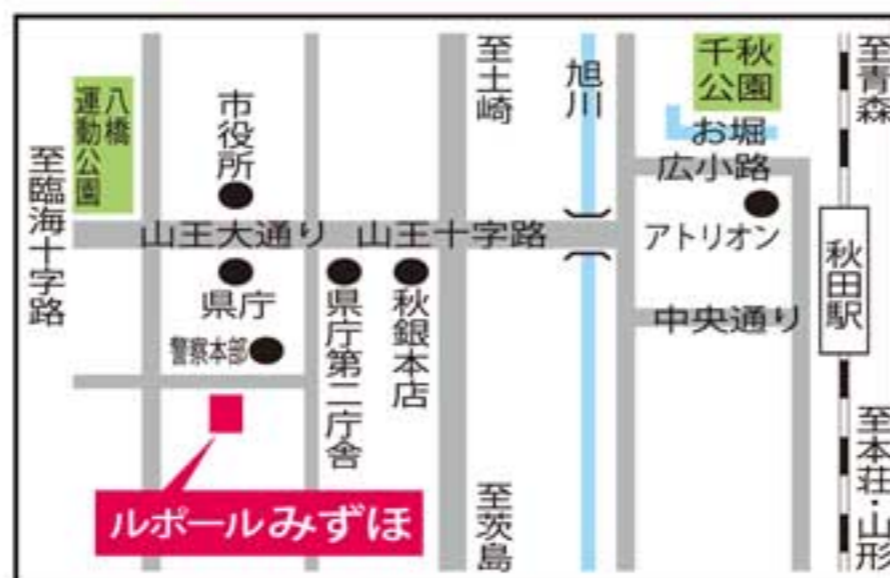 至土崎
旭川
千秋
公園
お堀
広小路
至青森
八橋
運動公園
市役所
至臨海十字路
山王大通り
山王十字路
アトリオン
秋田駅
県庁
県庁第二庁舎
秋銀本店
中央通り
警察本部
ルポールみずほ
至茨島
至本荘・山形